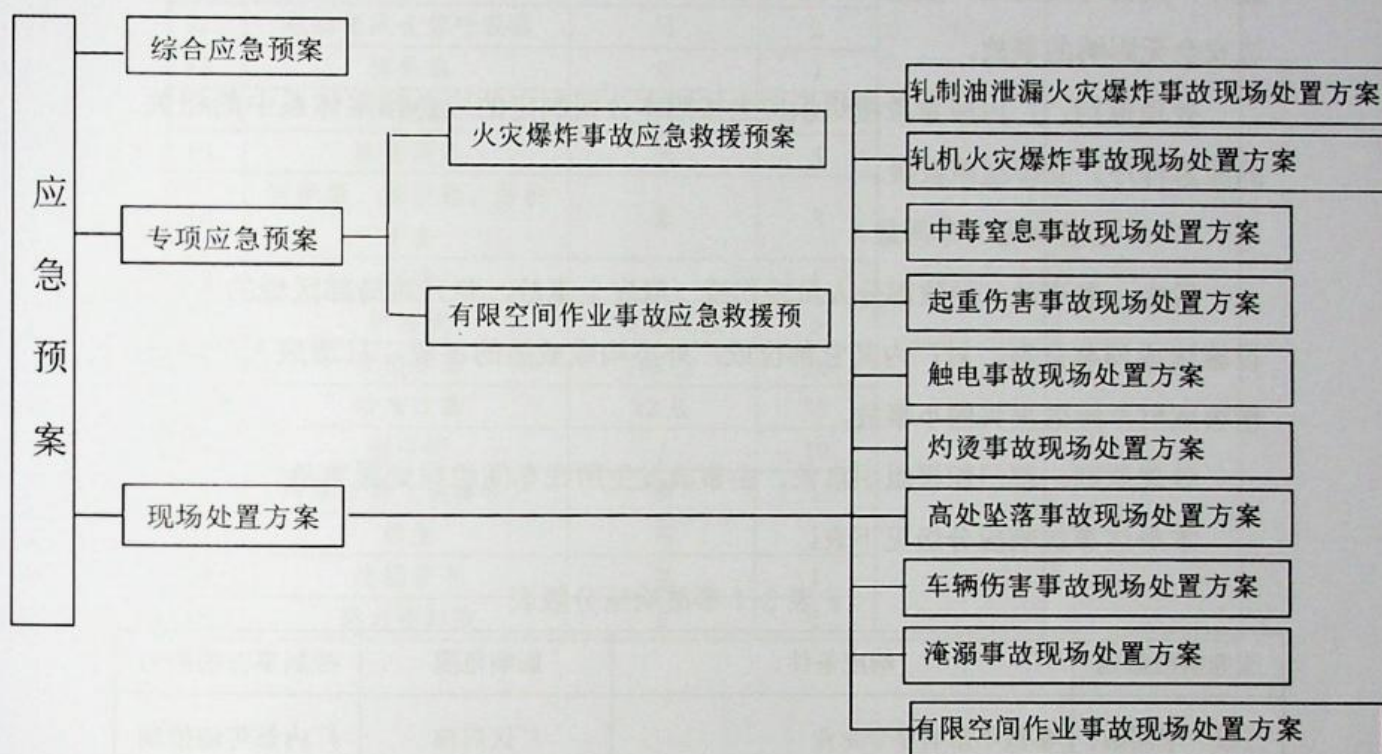 应急预案
综合应急预案
专项应急预案
现场处置方案
火灾爆炸事故应急救援预案
有限空间作业事故应急救援预
轧制油泄漏火灾爆炸事故现场处置方案
轧机火灾爆炸事故现场处置方案
中毒窒息事故现场处置方案
起重伤害事故现场处置方案
触电事故现场处置方案
灼烫事故现场处置方案
高处坠落事故现场处置方案
车辆伤害事故现场处置方案
淹溺事故现场处置方案
有限空间作业事故现场处置方案